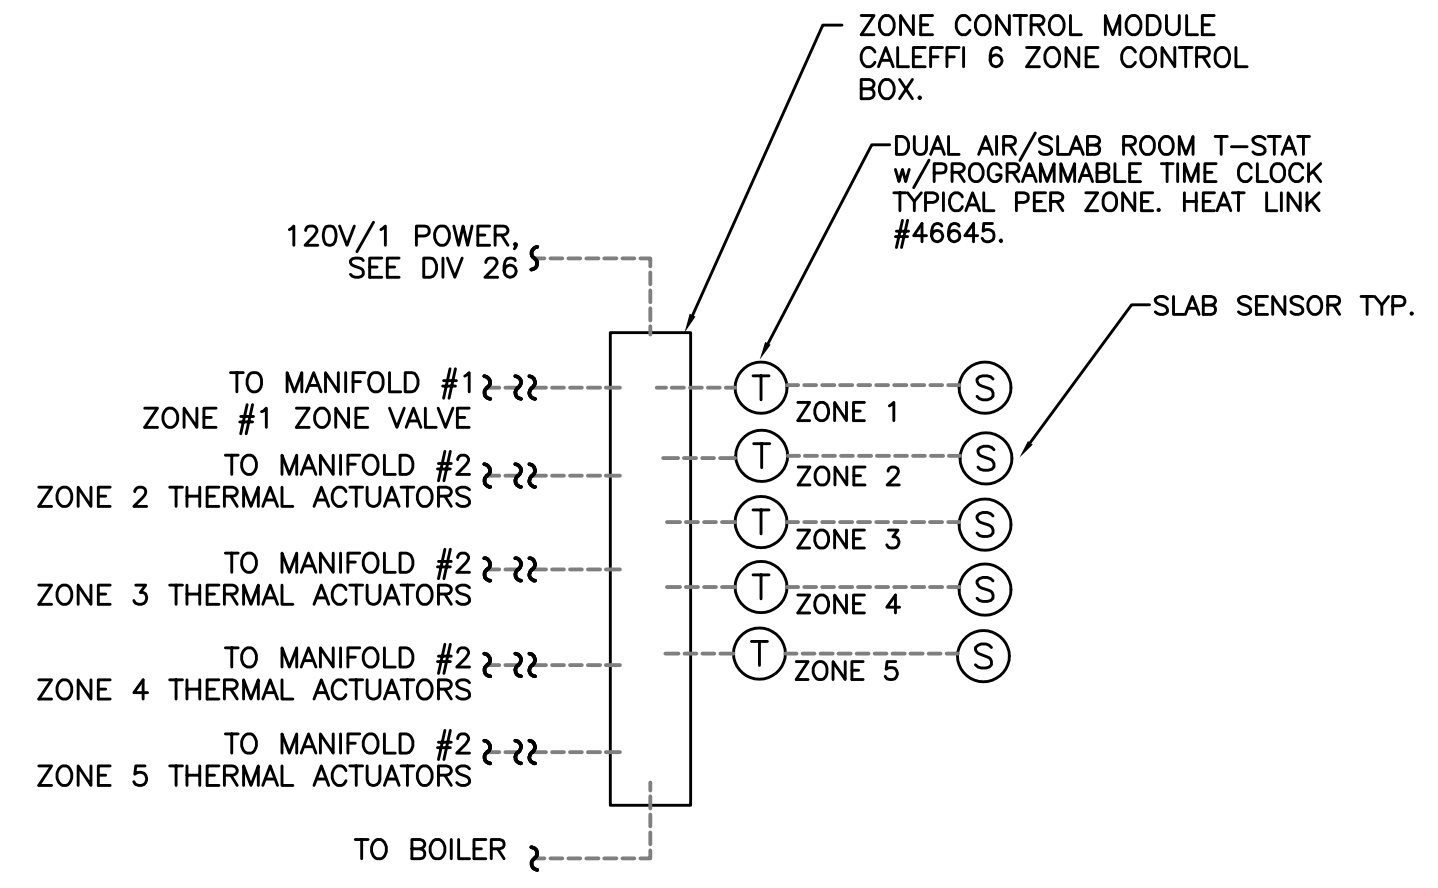 ZONE CONTROL MODULE
CALEFFI 6 ZONE CONTROL
BOX.
DUAL AIR/SLAB ROOM T-STAT
w/PROGRAMMABLE TIME CLOCK
TYPICAL PER ZONE. HEAT LINK
#46645.
120V/1 POWER,
SEE DIV 26
SLAB SENSOR TYP.
TO MANIFOLD #1
ZONE #1 ZONE VALVE
T
ZONE 1
S
TO MANIFOLD #2
ZONE 2 THERMAL ACTUATORS
T
ZONE 2
S
T
ZONE 3
S
TO MANIFOLD #2
ZONE 3 THERMAL ACTUATORS
T
ZONE 4
S
TO MANIFOLD #2
ZONE 4 THERMAL ACTUATORS
T
ZONE 5
S
TO MANIFOLD #2
ZONE 5 THERMAL ACTUATORS
TO BOILER